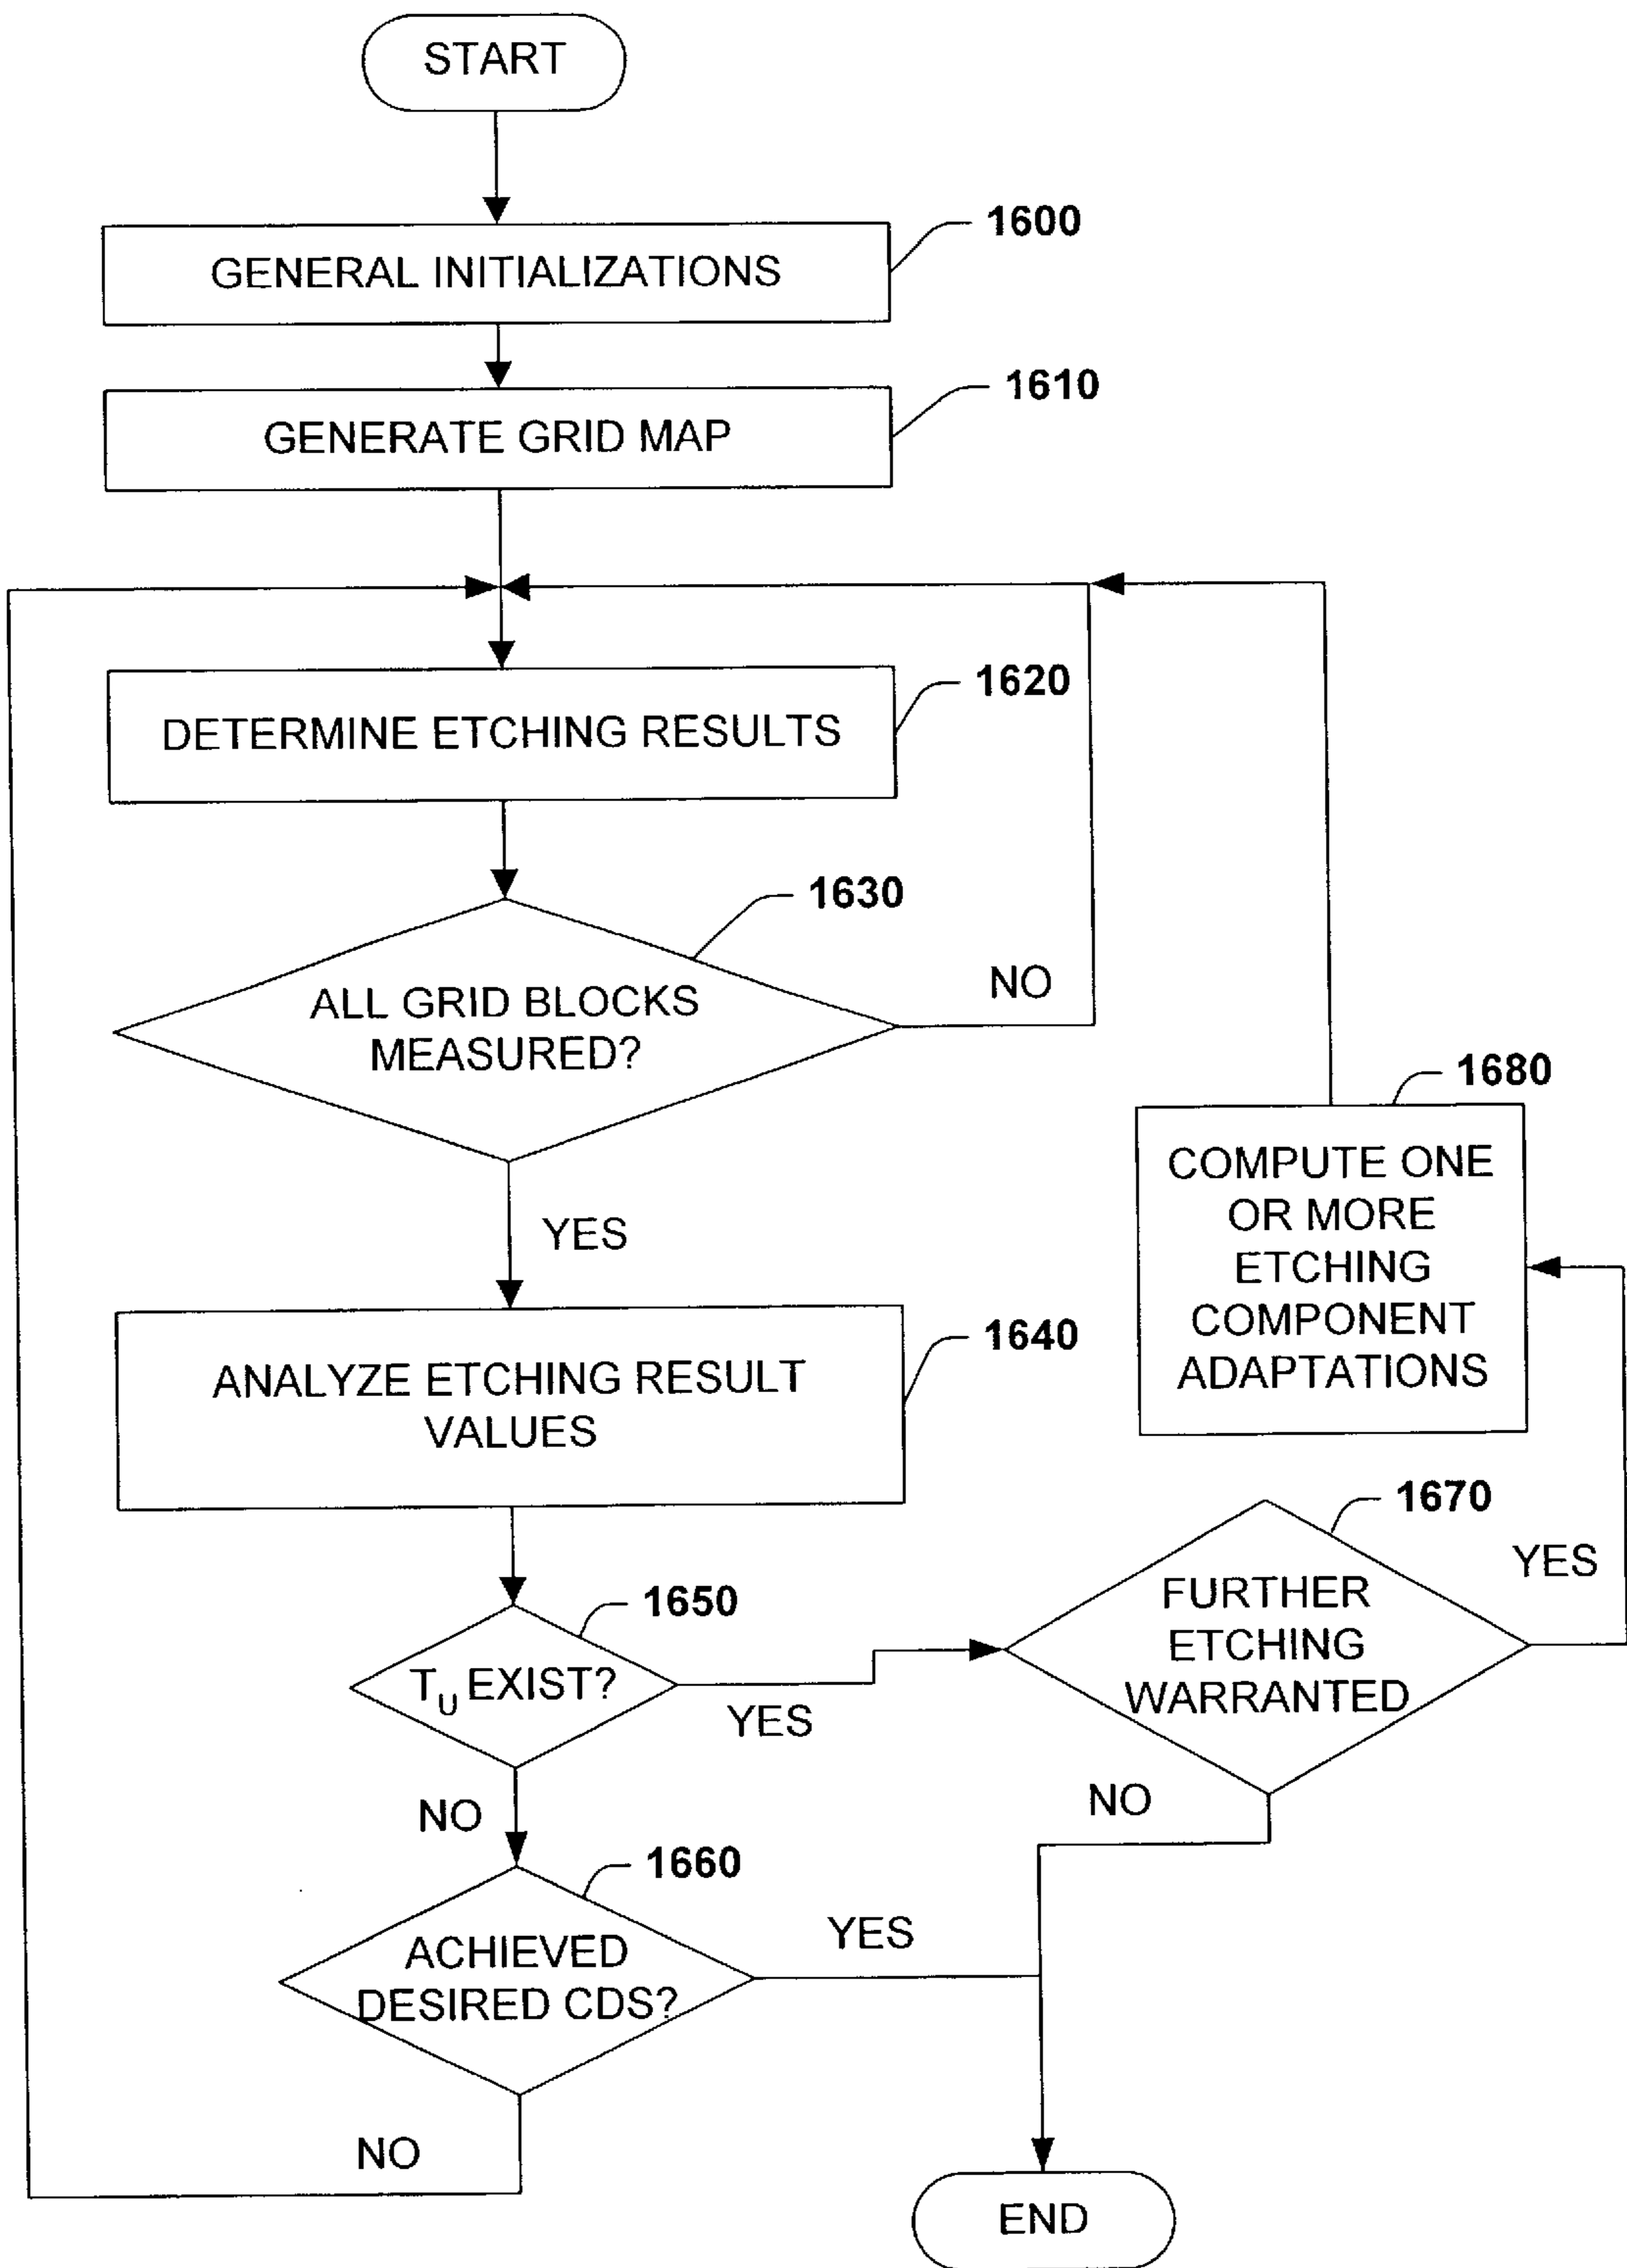 START
1600
GENERAL INITIALIZATIONS
1610
GENERATE GRID MAP
1620
DETERMINE ETCHING RESULTS
1630
ALL GRID BLOCKS
MEASURED?
NO
YES
1680
COMPUTE ONE
OR MORE
ETCHING
COMPONENT
ADAPTATIONS
1640
ANALYZE ETCHING RESULT
VALUES
1650
T_U EXIST?
YES
1670
FURTHER
ETCHING
WARRANTED
YES
NO
NO
1660
ACHIEVED
DESIRED CDS?
YES
NO
END